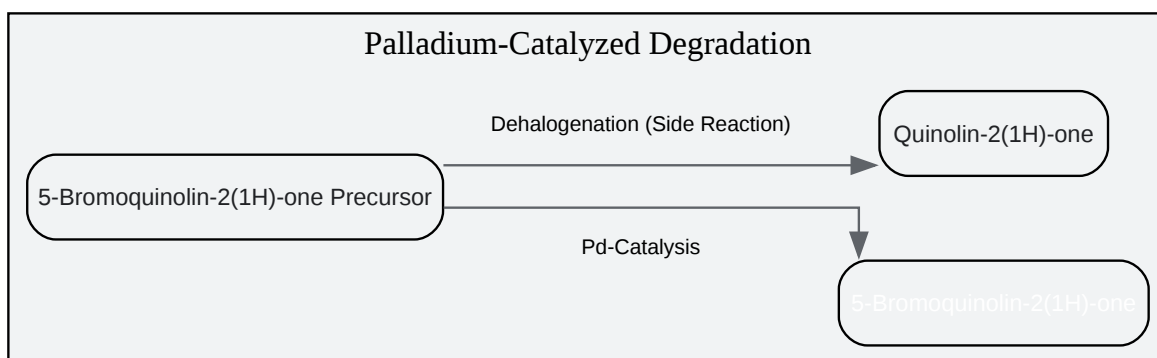 Palladium-Catalyzed Degradation
Dehalogenation (Side Reaction)
Quinolin-2(1H)-one
5-Bromoquinolin-2(1H)-one Precursor
Pd-Catalysis
5-Bromoquinolin-2(1H)-one